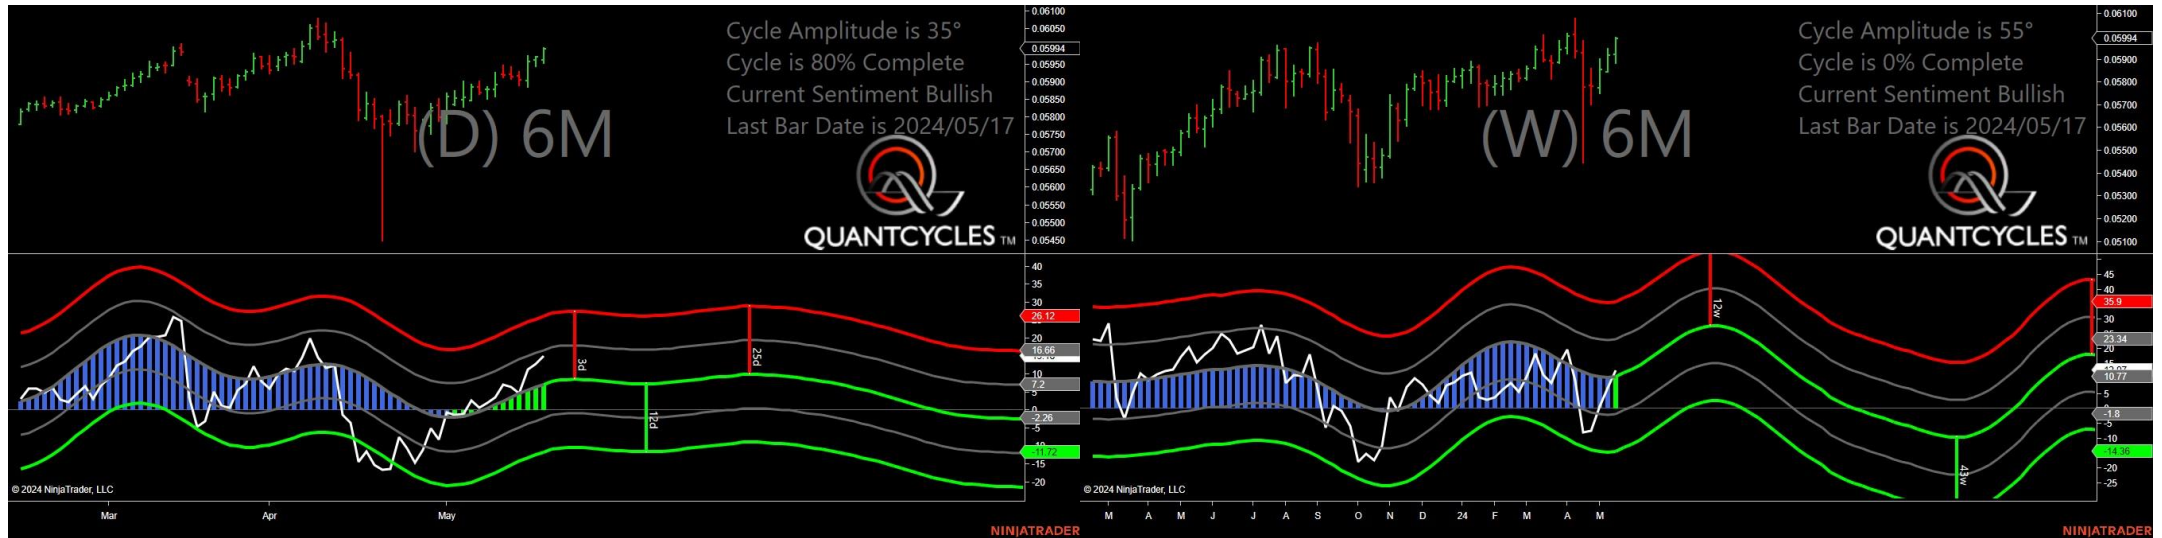 Cycle Amplitude is 35°
Cycle is 80% Complete
Current Sentiment Bullish
Last Bar Date is 2024/05/17
(D) 6M
QUANTCYCLES TM
0.06100
0.06050
0.05994
0.05950
0.05900
0.05850
0.05800
0.05750
0.05700
0.05650
0.05600
0.05550
0.05500
0.05450
40
35
30
26.12
20
16.66
10
7.2
5
0
-2.26
-5
-11.72
-15
-20
3d
12d
25d
© 2024 NinjaTrader, LLC
Mar Apr May
NINJATRADER
Cycle Amplitude is 55°
Cycle is 0% Complete
Current Sentiment Bullish
Last Bar Date is 2024/05/17
(W) 6M
QUANTCYCLES TM
0.06100
0.05994
0.05900
0.05800
0.05700
0.05600
0.05500
0.05400
0.05300
0.05200
0.05100
45
40
35.9
30
23.34
20
10.77
5
-1.8
-5
-10
-14.36
-20
-25
12w
43w
© 2024 NinjaTrader, LLC
M A M J J A S O N D 24 F M A M
NINJATRADER